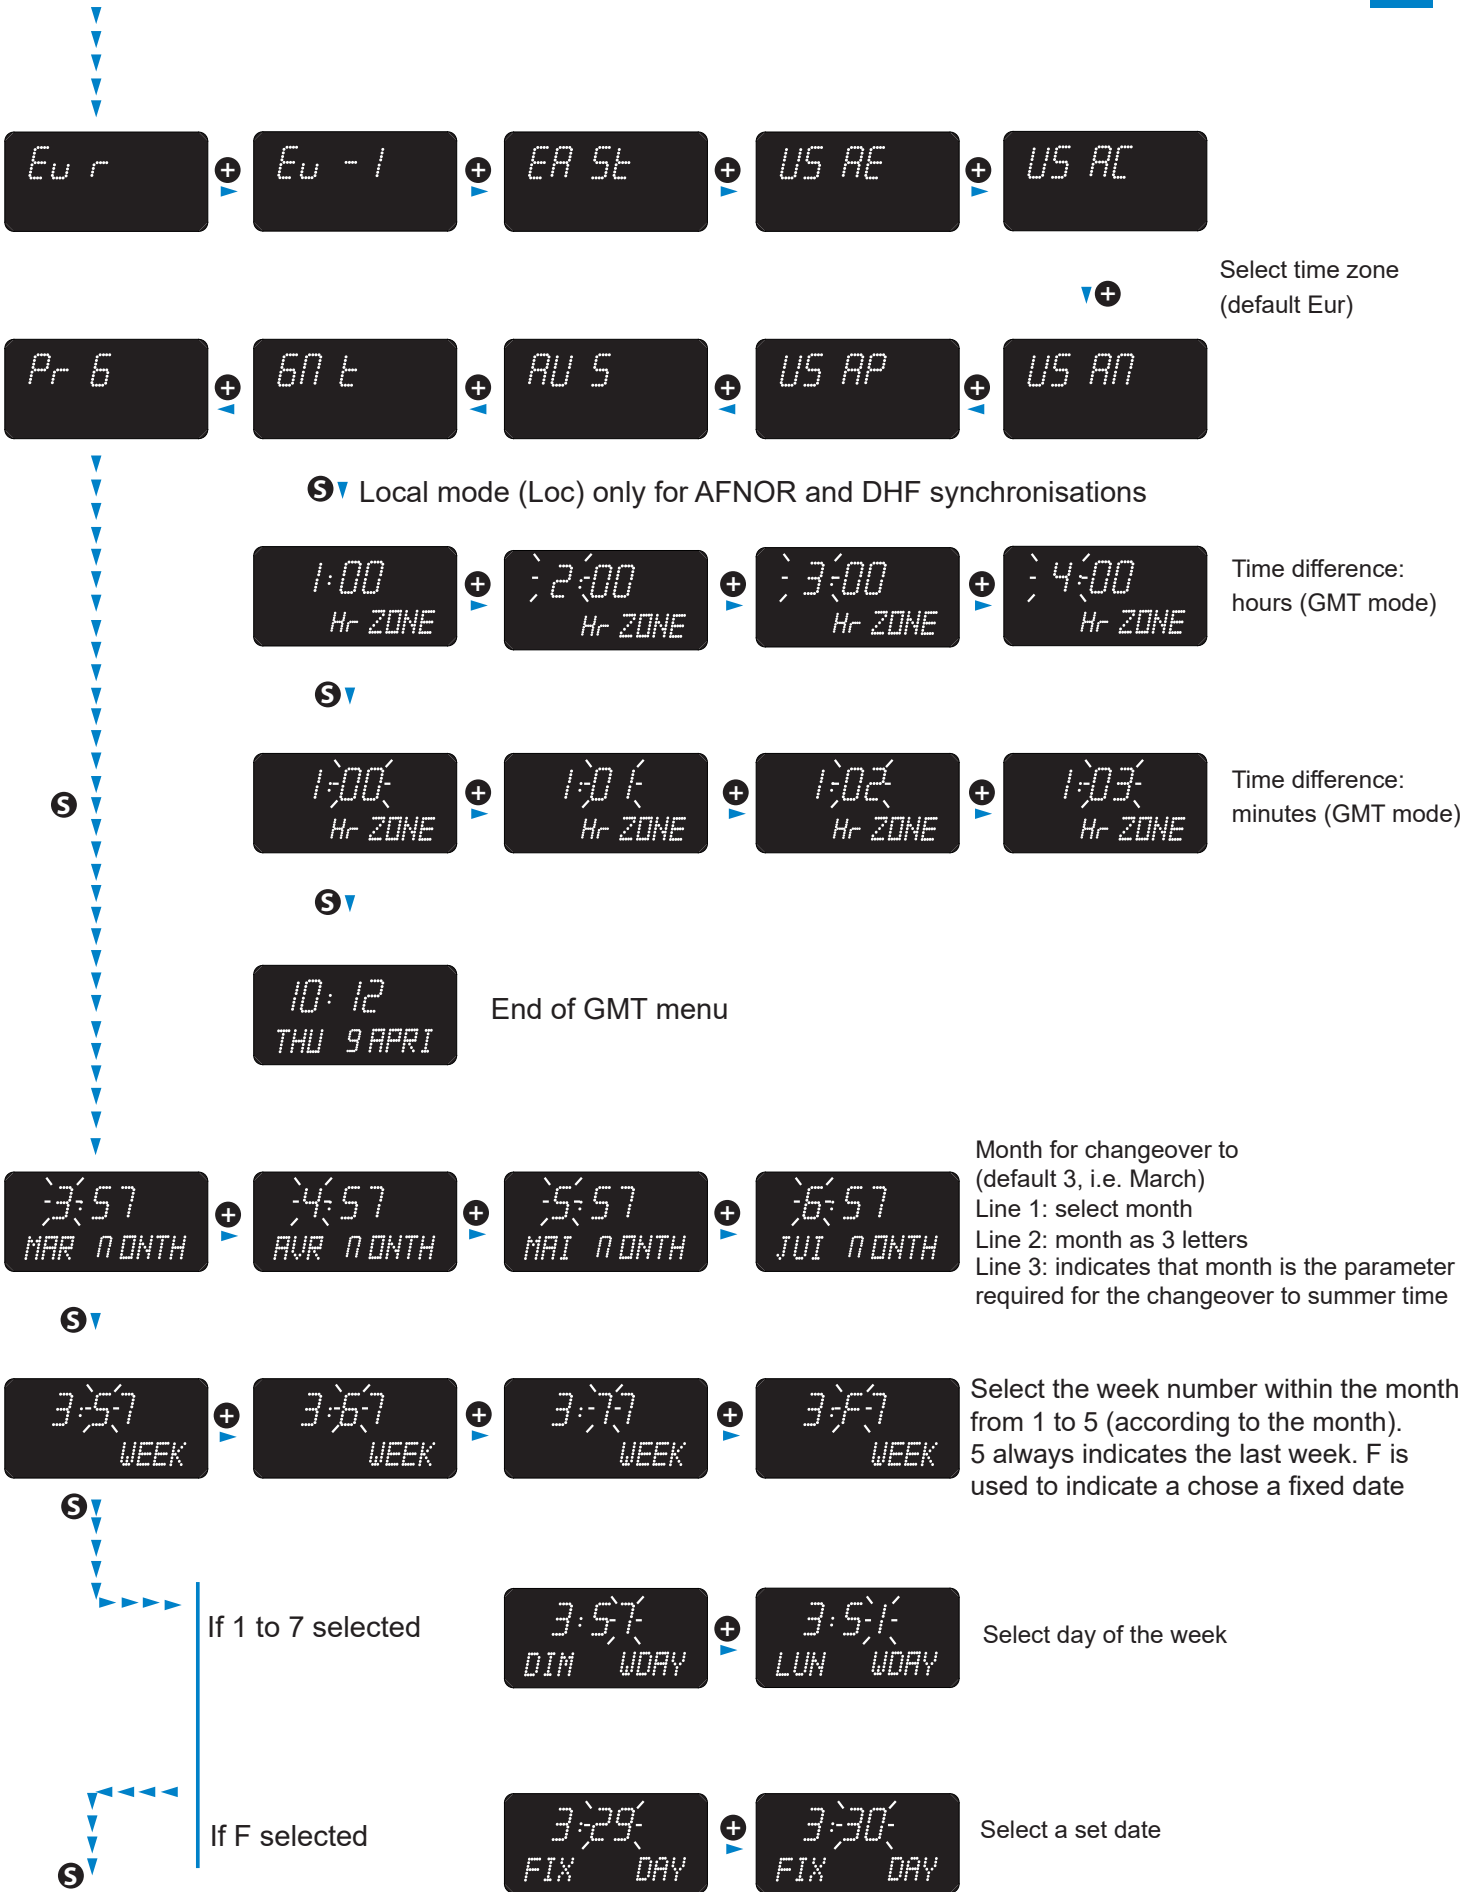 Eu r
Eu -1
EA St
US AE
US AC
Select time zone
(default Eur)
Pr G
GM t
AU S
US AP
US AM
S Local mode (Loc) only for AFNOR and DHF synchronisations
1:00
Hr ZONE
2:00
Hr ZONE
3:00
Hr ZONE
4:00
Hr ZONE
Time difference:
hours (GMT mode)
S
1:00
Hr ZONE
1:01
Hr ZONE
1:02
Hr ZONE
1:03
Hr ZONE
Time difference:
minutes (GMT mode)
S
S
10:12
THU 9 APRI
End of GMT menu
3:57
MAR MONTH
4:57
AVR MONTH
5:57
MAI MONTH
6:57
JUI MONTH
Month for changeover to
(default 3, i.e. March)
Line 1: select month
Line 2: month as 3 letters
Line 3: indicates that month is the parameter
required for the changeover to summer time
S
3:57
WEEK
3:67
WEEK
3:77
WEEK
3:F7
WEEK
Select the week number within the month
from 1 to 5 (according to the month).
5 always indicates the last week. F is
used to indicate a chose a fixed date
S
If 1 to 7 selected
3:57
DIM WDAY
3:51
LUN WDAY
Select day of the week
If F selected
3:29
FIX DAY
3:30
FIX DAY
Select a set date
S